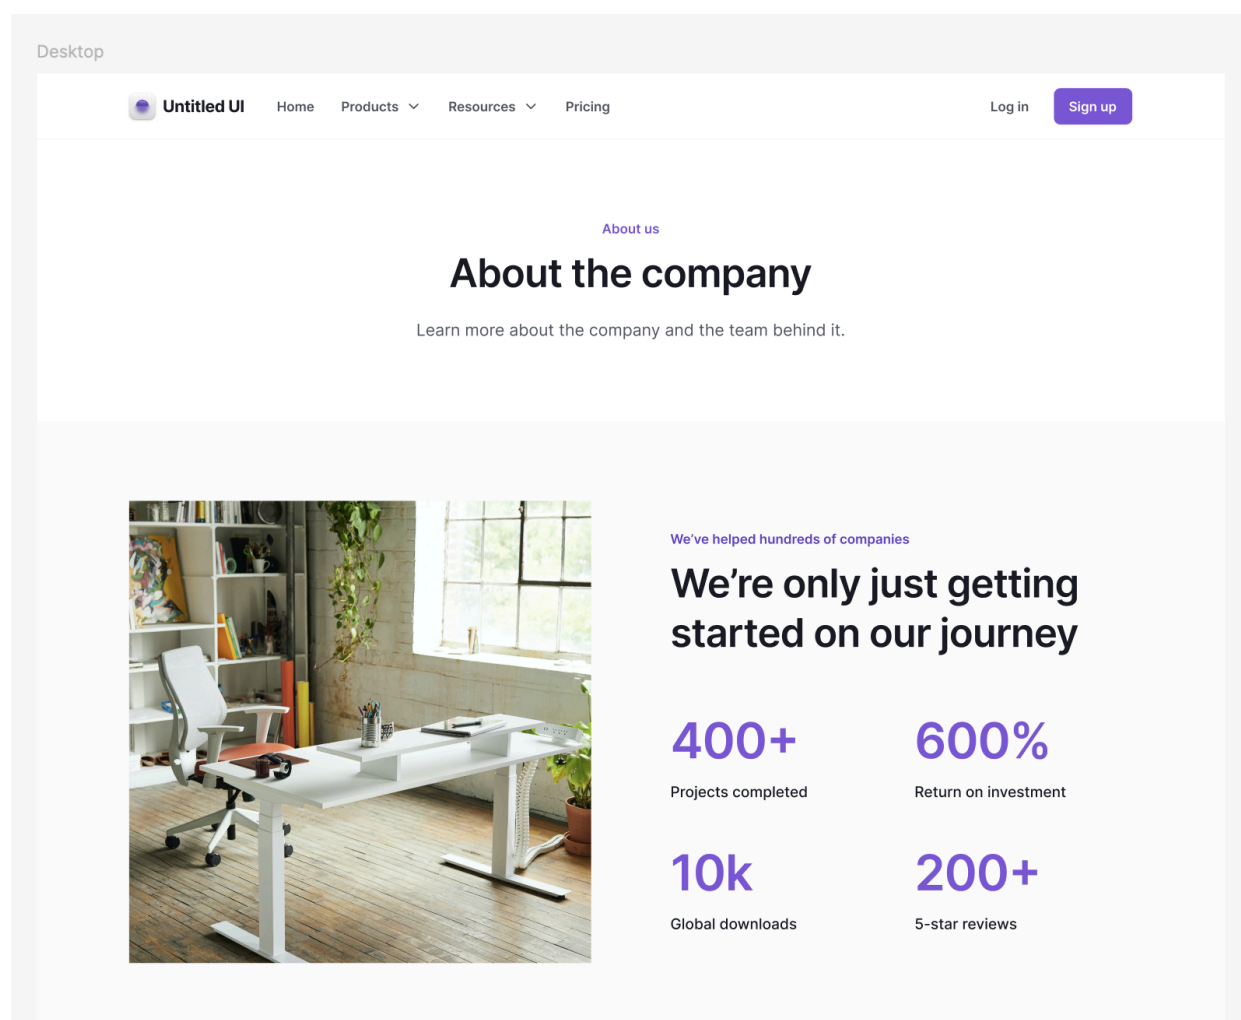 Desktop
Untitled UI
Home
Products
Resources
Pricing
Log in
Sign up
About us
About the company
Learn more about the company and the team behind it.
We’ve helped hundreds of companies
We’re only just getting
started on our journey
400+
600%
Projects completed
Return on investment
10k
200+
Global downloads
5-star reviews